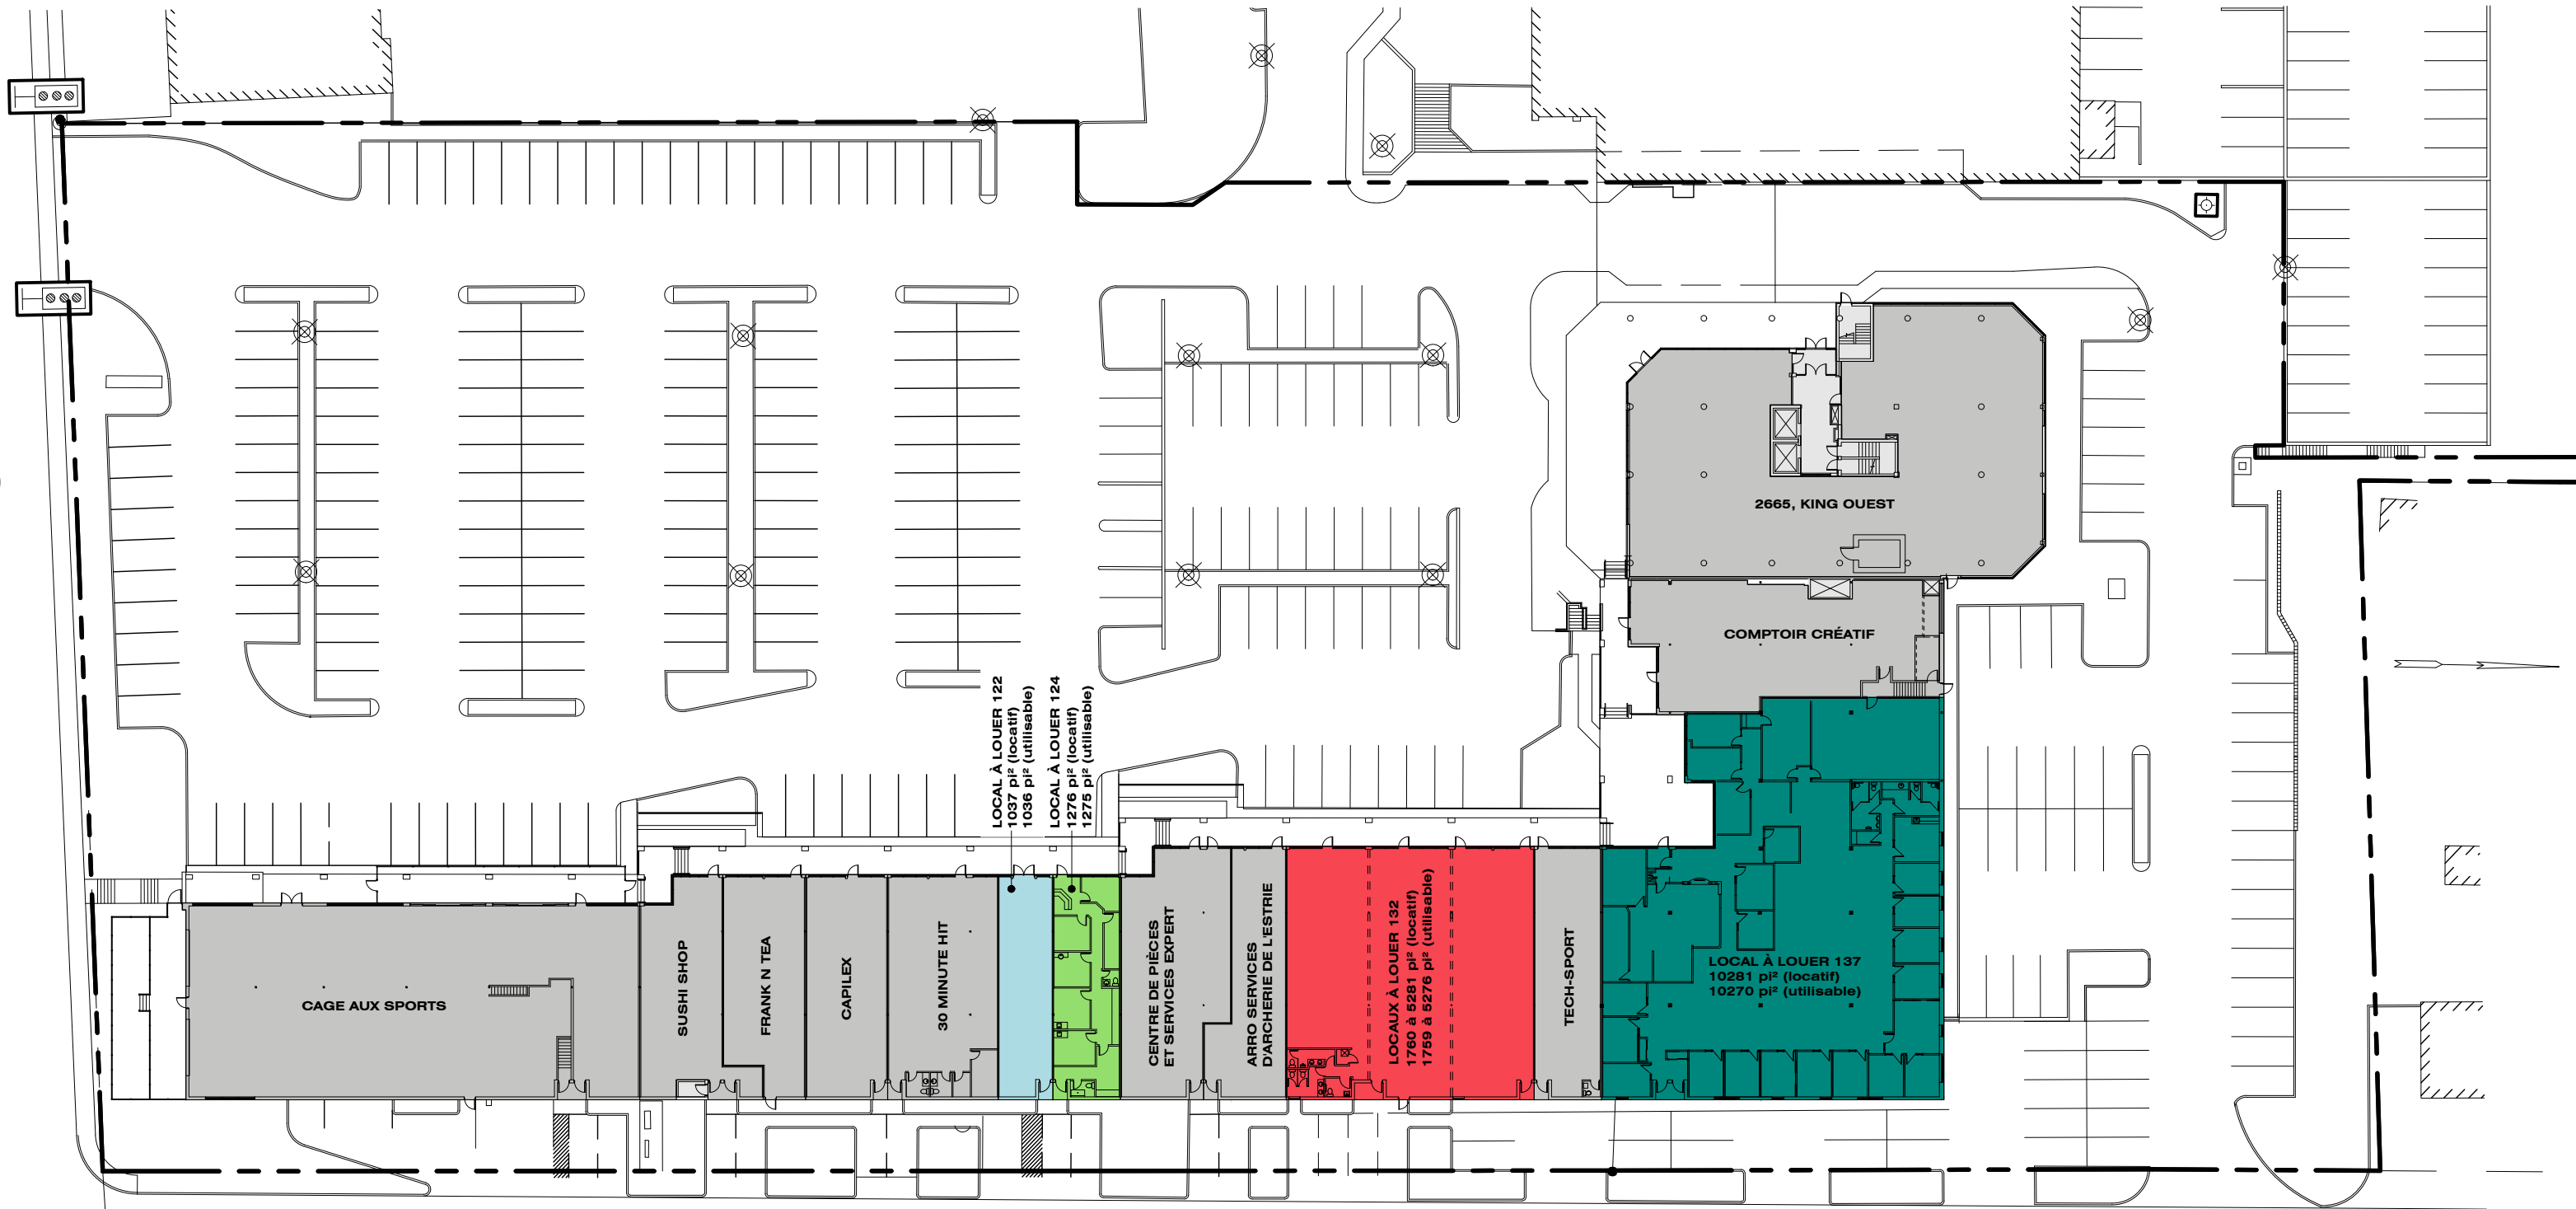 2665, KING OUEST
COMPTOIR CRÉATIF
LOCAL À LOUER 122
1037 pi² (locatif)
1036 pi² (utilisable)
LOCAL À LOUER 124
1276 pi² (locatif)
1275 pi² (utilisable)
CAGE AUX SPORTS
SUSHI SHOP
FRANK N TEA
CAPILEX
30 MINUTE HIT
CENTRE DE PIÈCES
ET SERVICES EXPERT
ARRO SERVICES
D'ARCHERIE DE L'ESTRIE
LOCAUX À LOUER 132
1760 à 5281 pi² (locatif)
1759 à 5276 pi² (utilisable)
TECH-SPORT
LOCAL À LOUER 137
10281 pi² (locatif)
10270 pi² (utilisable)